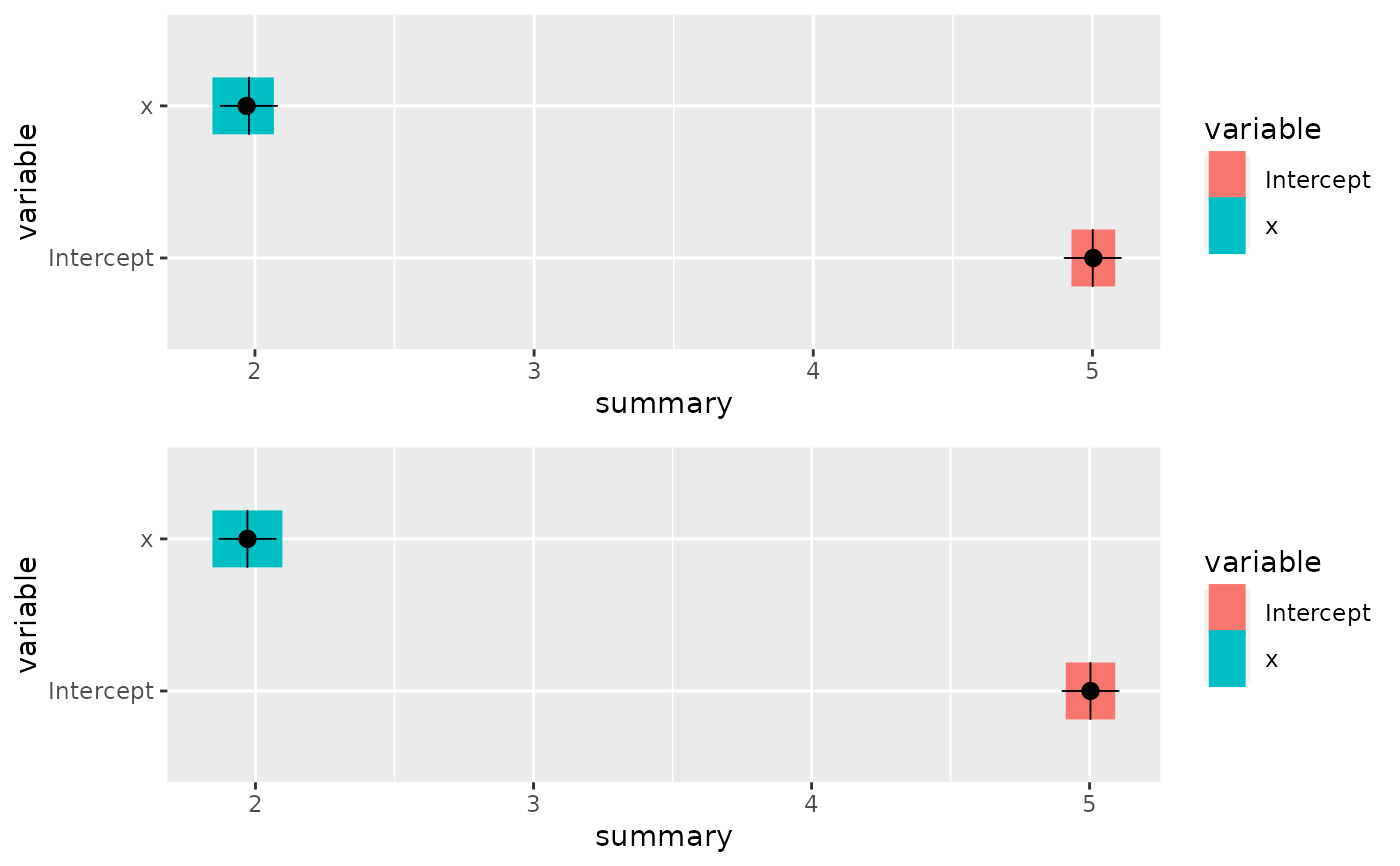 variable
x
Intercept
2 3 4 5
summary
variable
Intercept
x
variable
x
Intercept
2 3 4 5
summary
variable
Intercept
x